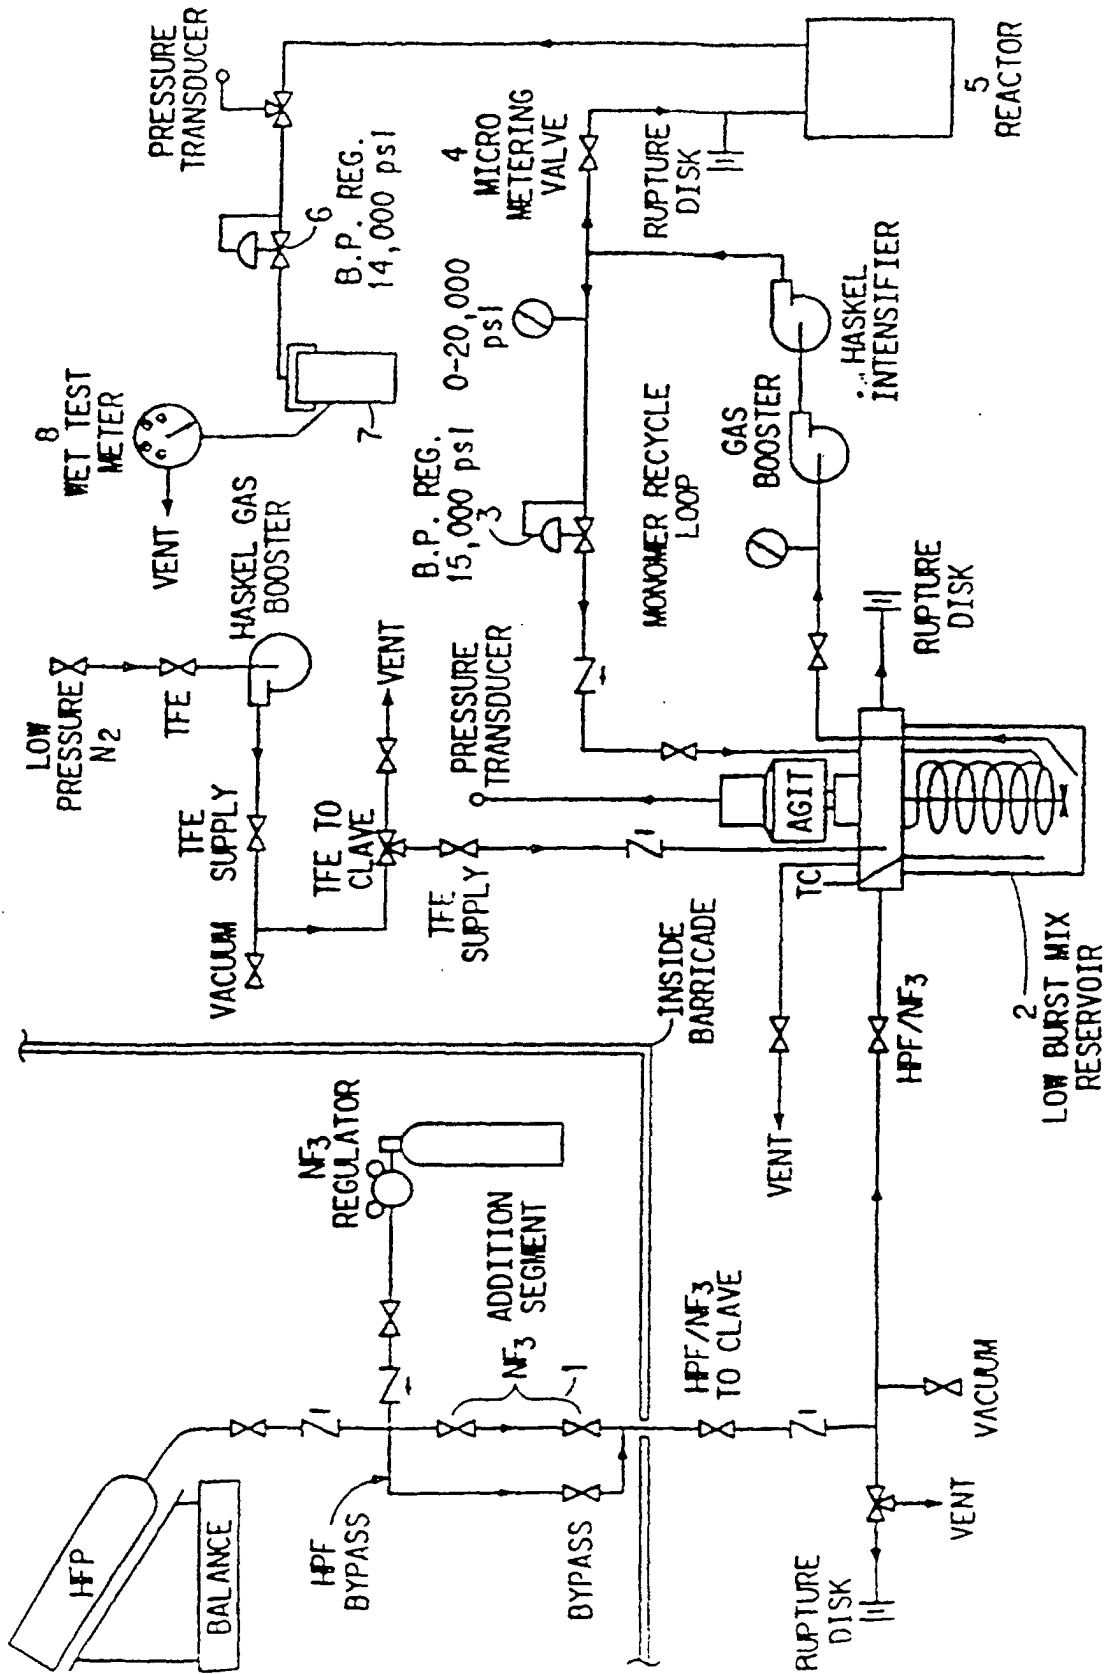 HFP
BALANCE
HPF
BYPASS
BYPASS
NF3
REGULATOR
NF3 ADDITION
SEGMENT
1
HPF/NF3
TO CLAVE
VACUUM
VENT
RUPTURE
DISK
INSIDE
BARRICADE
LOW
PRESSURE
N2
TFE
HASKEL GAS
BOOSTER
TFE
SUPPLY
VACUUM
TFE TO
CLAVE
VENT
TFE
SUPPLY
PRESSURE
TRANSDUCER
AGIT
TC
VENT
HPF/NF3
2
LOW BURST MIX
RESERVOIR
RUPTURE
DISK
8
WET TEST
METER
VENT
7
PRESSURE
TRANSDUCER
6
B.P. REG.
14,000 psi
B.P. REG.
15,000 psi
3
0-20,000
psi
MONOMER RECYCLE
LOOP
GAS
BOOSTER
HASKEL
INTENSIFIER
4
MICRO
METERING
VALVE
RUPTURE
DISK
5
REACTOR